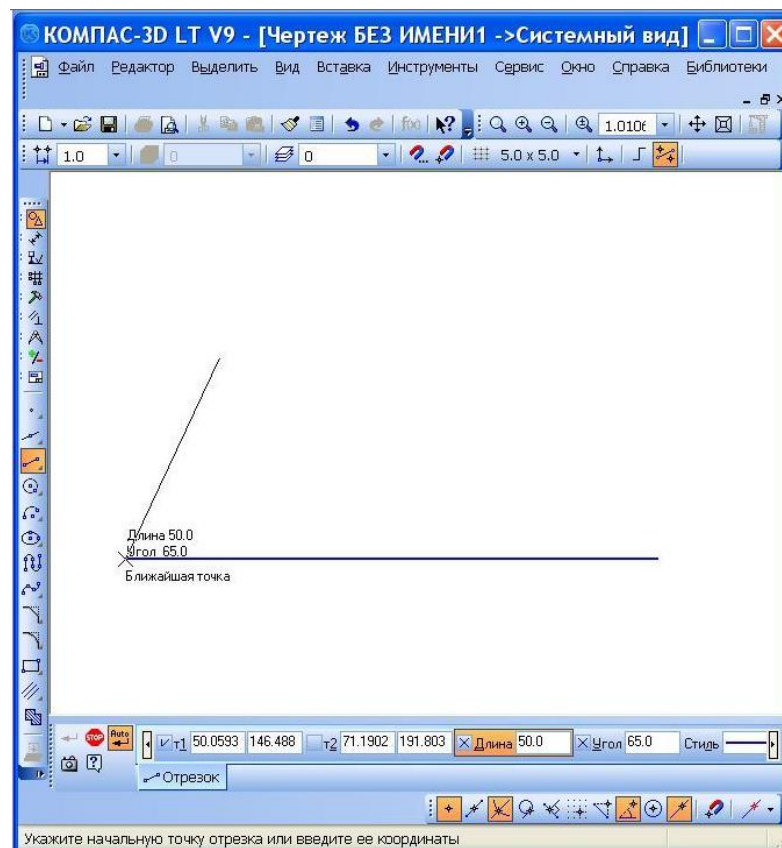 КОМПАС-3D LT V9 - [Чертеж БЕЗ ИМЕНИ1 ->Системный вид]
Файл Редактор Выделить Вид Вставка Инструменты Сервис Окно Справка Библиотеки
f(x) 1.010
1.0 0 0 5.0 x 5.0
Длина 50.0
Угол 65.0
Ближайшая точка
STOP Auto т1 50.0593 146.488 т2 71.1902 191.803 Длина 50.0 Угол 65.0 Стиль
Отрезок
Укажите начальную точку отрезка или введите ее координаты